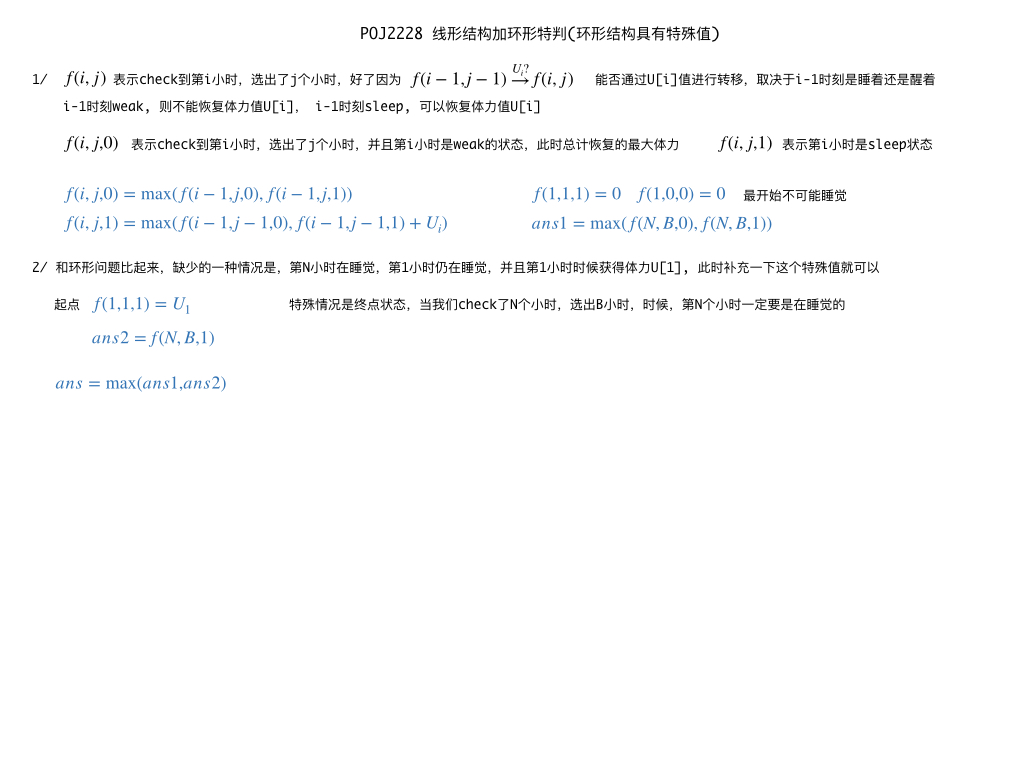 POJ2228 线形结构加环形特判(环形结构具有特殊值)
1/ f(i, j) 表示check到第i小时，选出了j个小时，好了因为 f(i − 1,j − 1) \xrightarrow{U_i?} f(i, j) 能否通过U[i]值进行转移，取决于i-1时刻是睡着还是醒着
i-1时刻weak, 则不能恢复体力值U[i]， i-1时刻sleep, 可以恢复体力值U[i]
f(i, j,0) 表示check到第i小时，选出了j个小时，并且第i小时是weak的状态，此时总计恢复的最大体力 f(i, j,1) 表示第i小时是sleep状态
f(i, j,0) = max( f(i − 1,j,0), f(i − 1,j,1)) f(1,1,1) = 0 f(1,0,0) = 0 最开始不可能睡觉
f(i, j,1) = max(f(i − 1,j − 1,0), f(i − 1,j − 1,1) + U_i) ans1 = max(f(N, B,0), f(N, B,1))
2/ 和环形问题比起来，缺少的一种情况是，第N小时在睡觉，第1小时仍在睡觉，并且第1小时时候获得体力U[1], 此时补充一下这个特殊值就可以
起点 f(1,1,1) = U_1 特殊情况是终点状态，当我们check了N个小时，选出B小时，时候，第N个小时一定要是在睡觉的
ans2 = f(N, B,1)
ans = max(ans1,ans2)